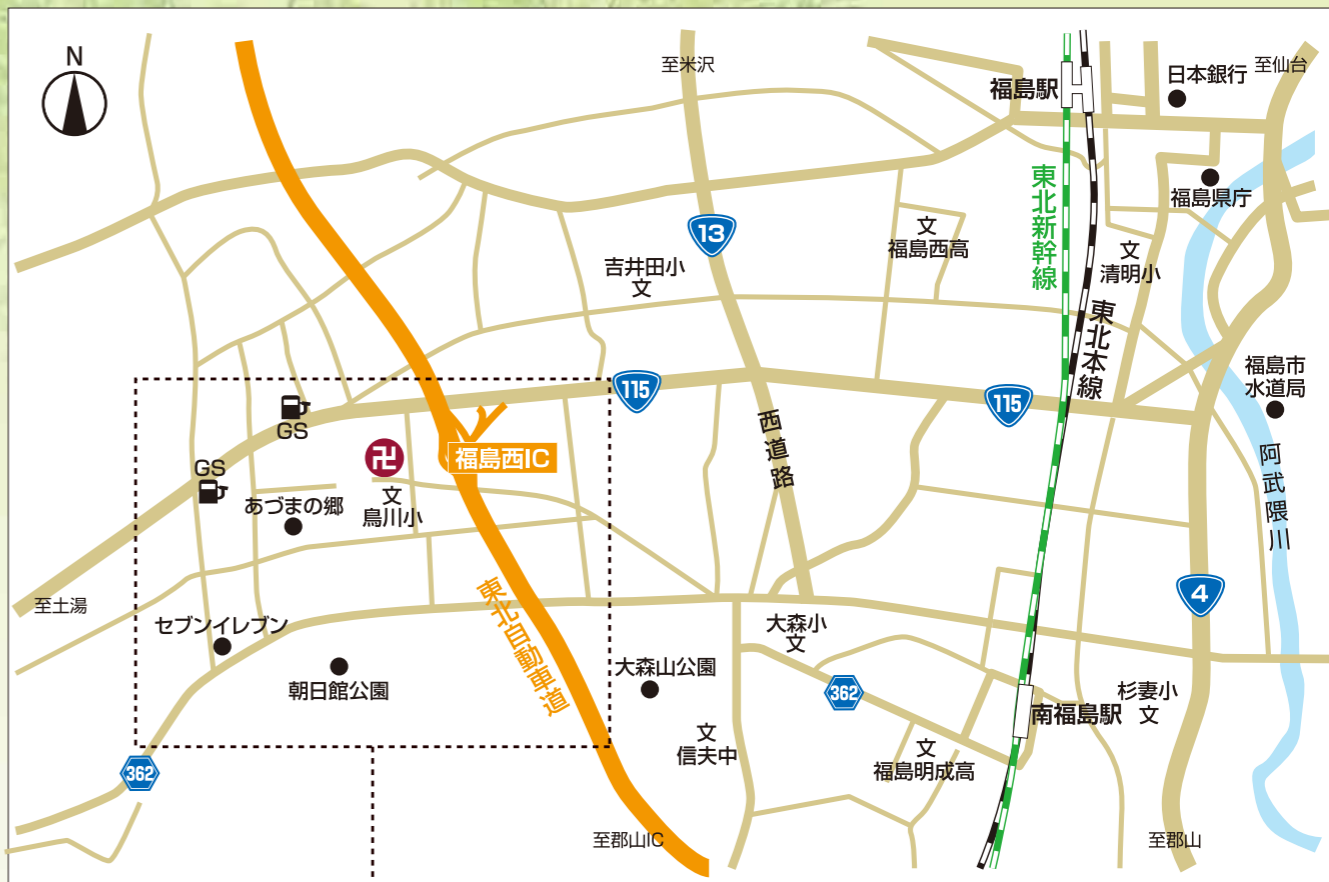 N
至米沢
福島駅
日本銀行
至仙台
福島県庁
東北新幹線
13
文
福島西高
吉井田小
文
文
清明小
東北本線
福島市
水道局
115
115
GS
西道路
卍
福島西IC
GS
文
鳥川小
あづまの郷
阿武隈川
4
至土湯
セブンイレブン
東北自動車道
大森小
文
朝日館公園
大森山公園
362
杉妻小
文
南福島駅
文
信夫中
文
福島明成高
362
至郡山IC
至郡山